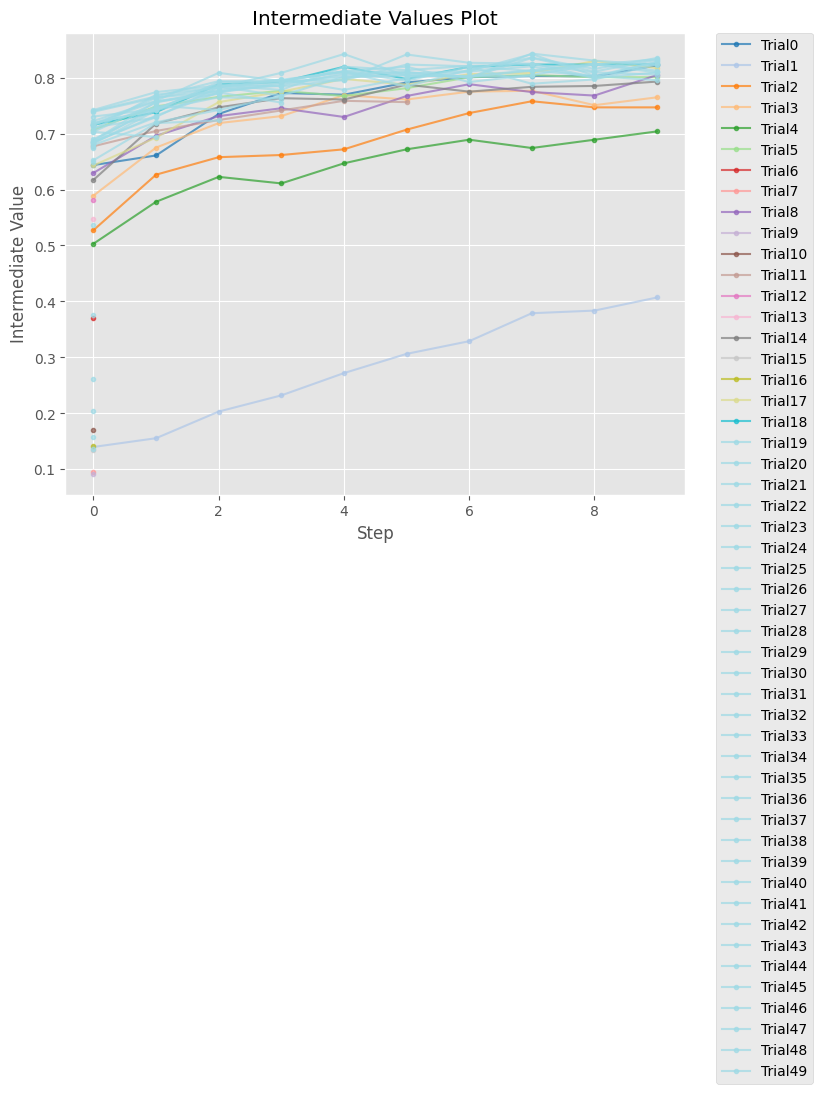 Intermediate Values Plot
Intermediate Value
0.8
0.7
0.6
0.5
0.4
0.3
0.2
0.1
0 2 4 6 8
Step
Trial0
Trial1
Trial2
Trial3
Trial4
Trial5
Trial6
Trial7
Trial8
Trial9
Trial10
Trial11
Trial12
Trial13
Trial14
Trial15
Trial16
Trial17
Trial18
Trial19
Trial20
Trial21
Trial22
Trial23
Trial24
Trial25
Trial26
Trial27
Trial28
Trial29
Trial30
Trial31
Trial32
Trial33
Trial34
Trial35
Trial36
Trial37
Trial38
Trial39
Trial40
Trial41
Trial42
Trial43
Trial44
Trial45
Trial46
Trial47
Trial48
Trial49